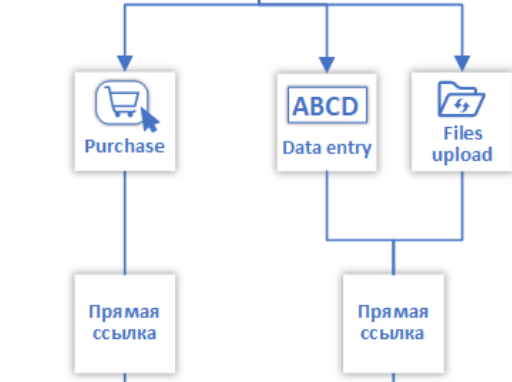 ABCD
Purchase
Data entry
Files
upload
Прямая
ссылка
Прямая
ссылка